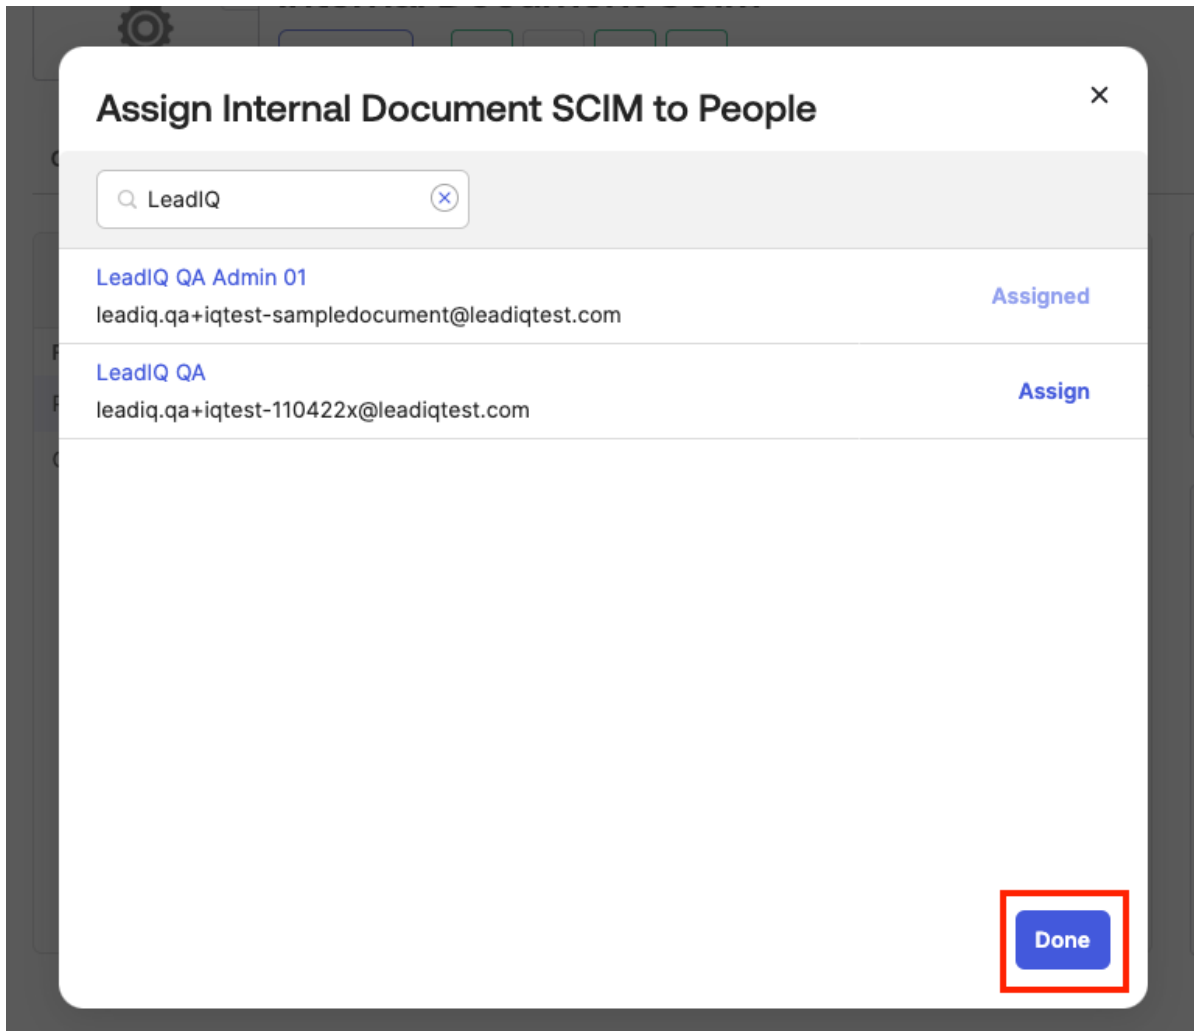 Assign Internal Document SCIM to People
LeadIQ
LeadIQ QA Admin 01
leadiq.qa+iqtest-sampledocument@leadiqtest.com
Assigned
LeadIQ QA
leadiq.qa+iqtest-110422x@leadiqtest.com
Assign
Done